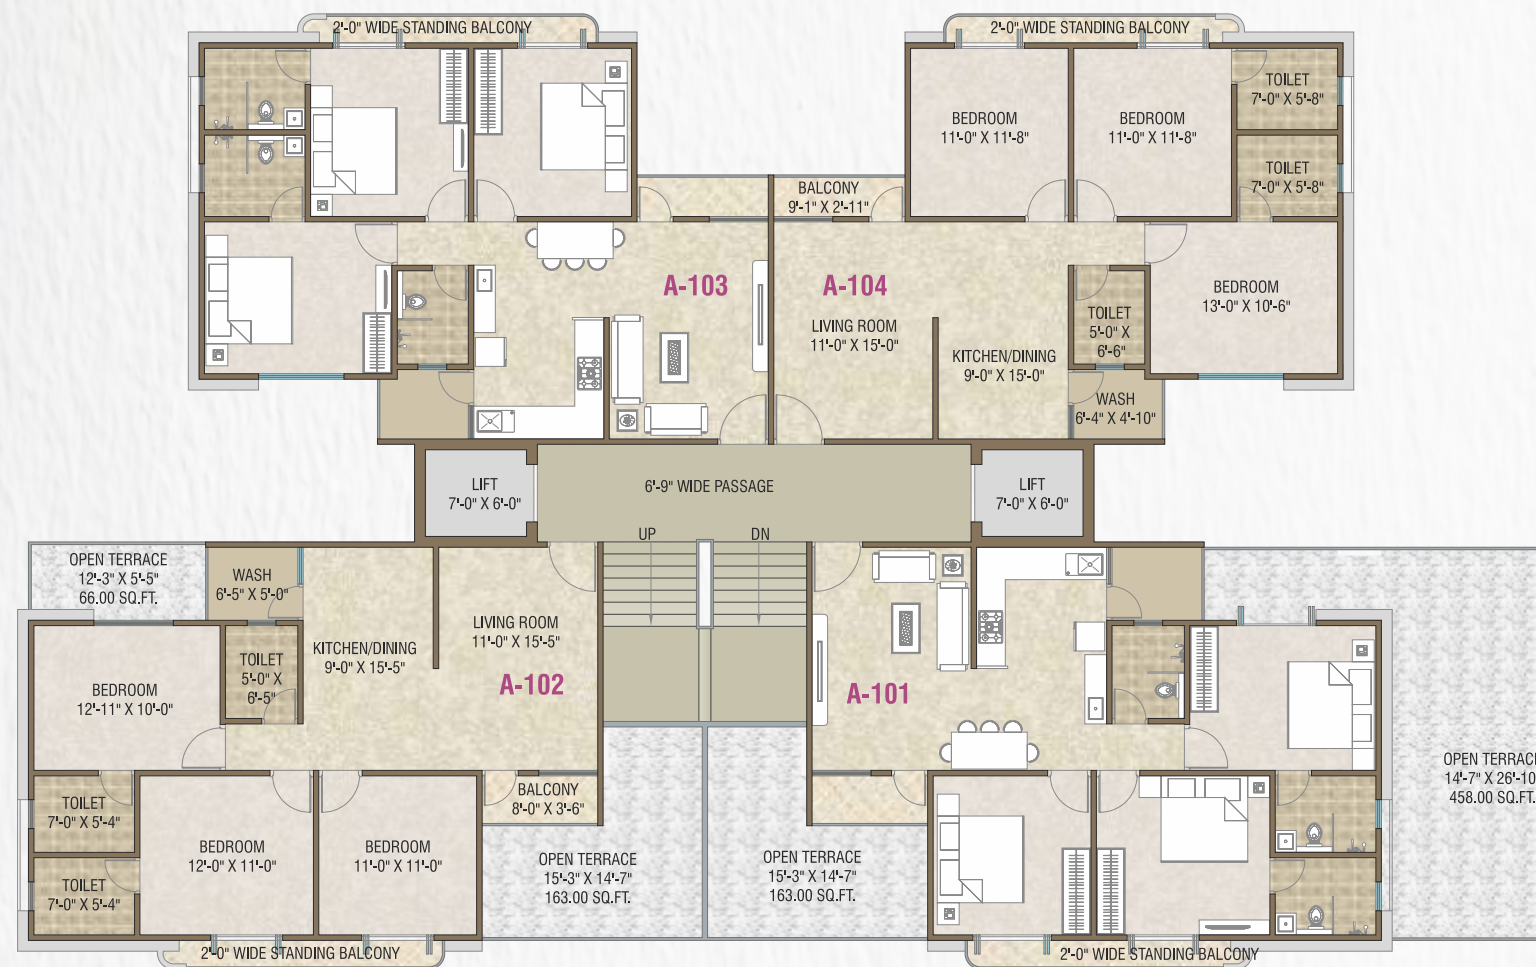 2'-0" WIDE STANDING BALCONY
2'-0" WIDE STANDING BALCONY
BEDROOM
11'-0" X 11'-8"
BEDROOM
11'-0" X 11'-8"
TOILET
7'-0" X 5'-8"
TOILET
7'-0" X 5'-8"
BALCONY
9'-1" X 2'-11"
A-103
A-104
LIVING ROOM
11'-0" X 15'-0"
KITCHEN/DINING
9'-0" X 15'-0"
TOILET
5'-0" X
6'-6"
BEDROOM
13'-0" X 10'-6"
WASH
6'-4" X 4'-10"
LIFT
7'-0" X 6'-0"
6'-9" WIDE PASSAGE
LIFT
7'-0" X 6'-0"
UP
DN
OPEN TERRACE
12'-3" X 5'-5"
66.00 SQ.FT.
WASH
6'-5" X 5'-0"
KITCHEN/DINING
9'-0" X 15'-5"
LIVING ROOM
11'-0" X 15'-5"
TOILET
5'-0" X
6'-5"
BEDROOM
12'-11" X 10'-0"
A-102
A-101
TOILET
7'-0" X 5'-4"
TOILET
7'-0" X 5'-4"
BEDROOM
12'-0" X 11'-0"
BEDROOM
11'-0" X 11'-0"
BALCONY
8'-0" X 3'-6"
OPEN TERRACE
15'-3" X 14'-7"
163.00 SQ.FT.
OPEN TERRACE
15'-3" X 14'-7"
163.00 SQ.FT.
OPEN TERRACE
14'-7" X 26'-10
458.00 SQ.FT.
2'-0" WIDE STANDING BALCONY
2'-0" WIDE STANDING BALCONY